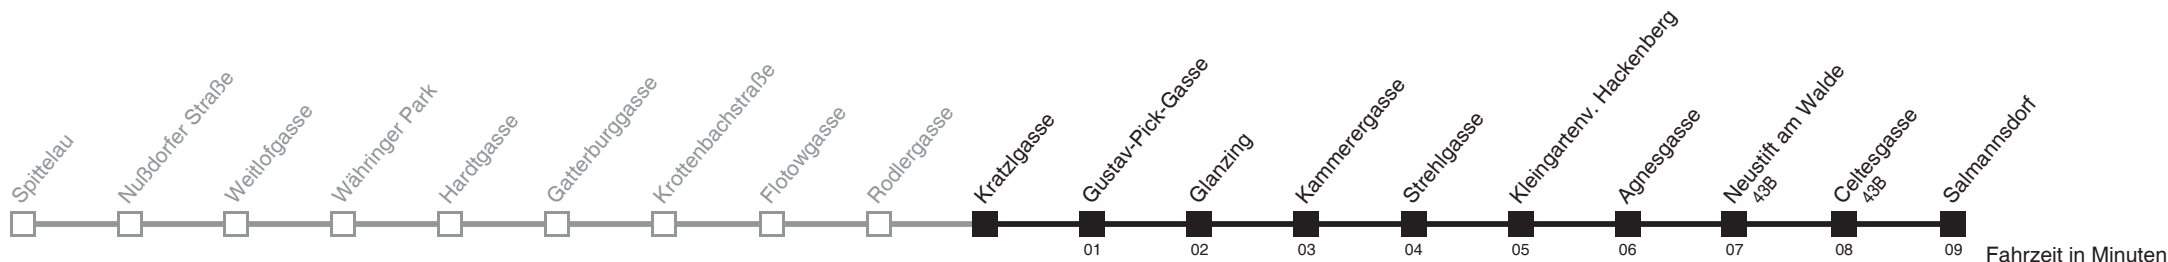 Spittelau
Nußdorfer Straße
Weitlofgasse
Währinger Park
Hardtgasse
Gatterburggasse
Krottenbachstraße
Flotowgasse
Rodlergasse
Kratzlgasse
Gustav-Pick-Gasse
Glanzing
Kammerergasse
Strehlgasse
Kleingartenv. Hackenberg
Agnesgasse
Neustift am Walde
43B
Celtesgasse
43B
Salmannsdorf
01 02 03 04 05 06 07 08 09 Fahrzeit in Minuten